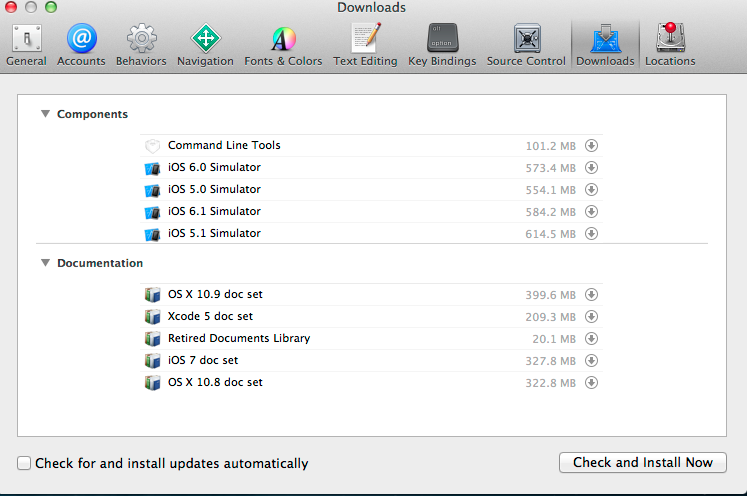 Downloads
General Accounts Behaviors Navigation Fonts & Colors Text Editing Key Bindings Source Control Downloads Locations
Components
Command Line Tools 101.2 MB
iOS 6.0 Simulator 573.4 MB
iOS 5.0 Simulator 554.1 MB
iOS 6.1 Simulator 584.2 MB
iOS 5.1 Simulator 614.5 MB
Documentation
OS X 10.9 doc set 399.6 MB
Xcode 5 doc set 209.3 MB
Retired Documents Library 20.1 MB
iOS 7 doc set 327.8 MB
OS X 10.8 doc set 322.8 MB
Check for and install updates automatically Check and Install Now